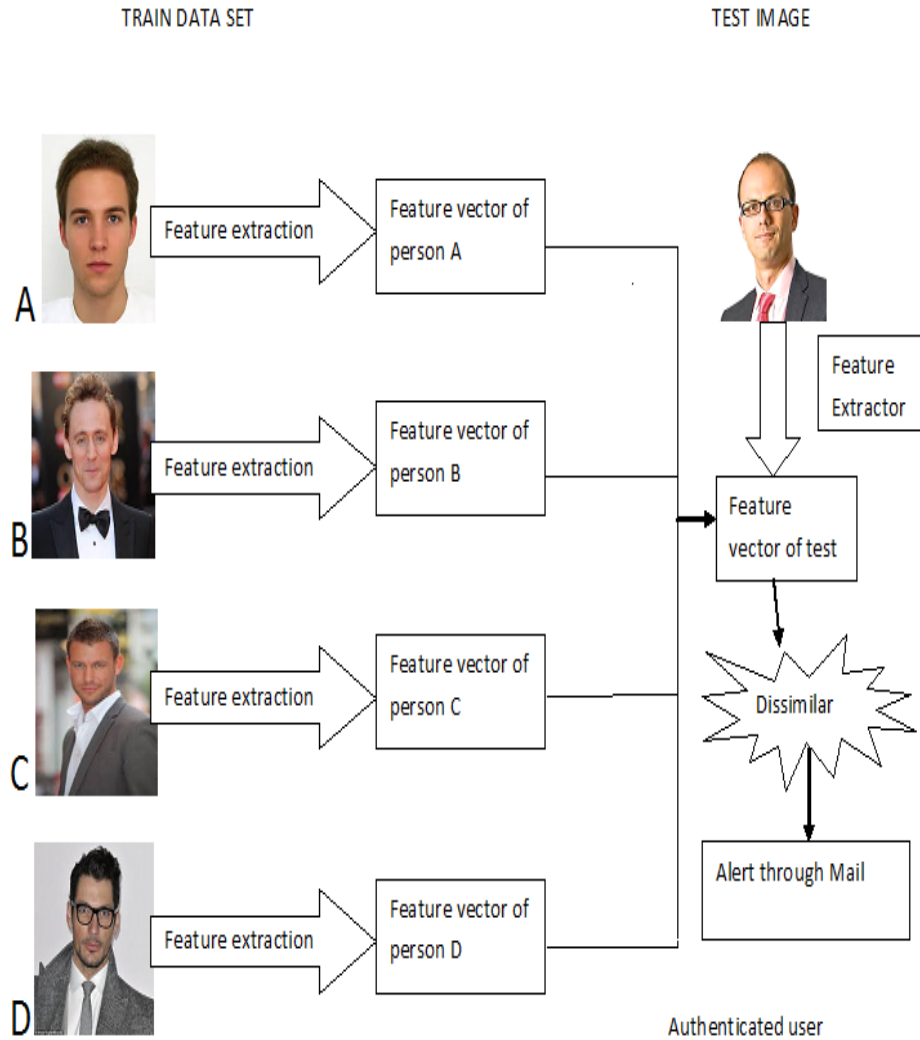 TRAIN DATA SET
TEST IMAGE
A
Feature extraction
Feature vector of
person A
Feature
Extractor
B
Feature extraction
Feature vector of
person B
Feature
vector of test
C
Feature extraction
Feature vector of
person C
Dissimilar
Alert through Mail
D
Feature extraction
Feature vector of
person D
Authenticated user